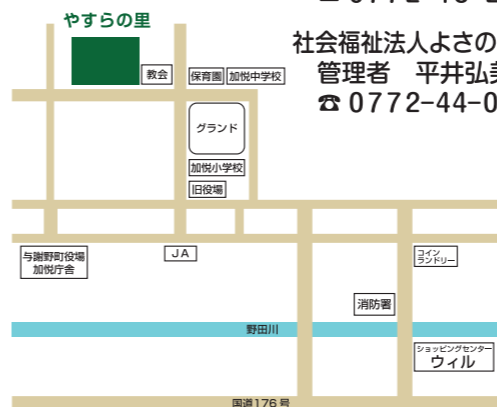 やすらの里
社会福祉法人よさの
管理者　平井弘
☎ 0772-44-0
教会
保育園
加悦中学校
グランド
加悦小学校
旧役場
与謝野町役場
加悦庁舎
JA
コイン
ランドリー
消防署
野田川
ショッピングセンター
ウィル
国道176号